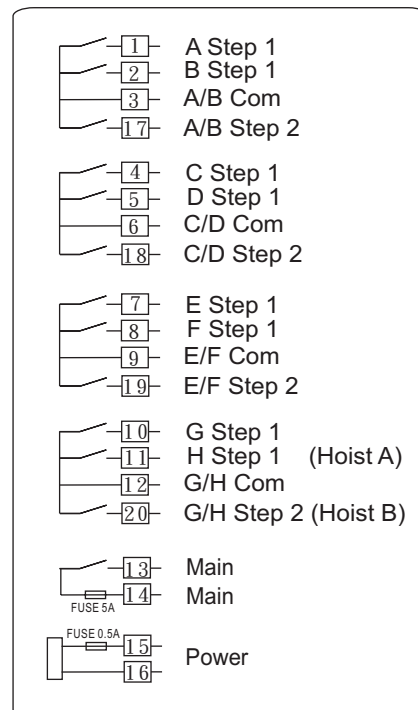 1 A Step 1
2 B Step 1
3 A/B Com
17 A/B Step 2
4 C Step 1
5 D Step 1
6 C/D Com
18 C/D Step 2
7 E Step 1
8 F Step 1
9 E/F Com
19 E/F Step 2
10 G Step 1
11 H Step 1 (Hoist A)
12 G/H Com
20 G/H Step 2 (Hoist B)
13 Main
14 Main
FUSE 5A
FUSE 0.5A
15
Power
16